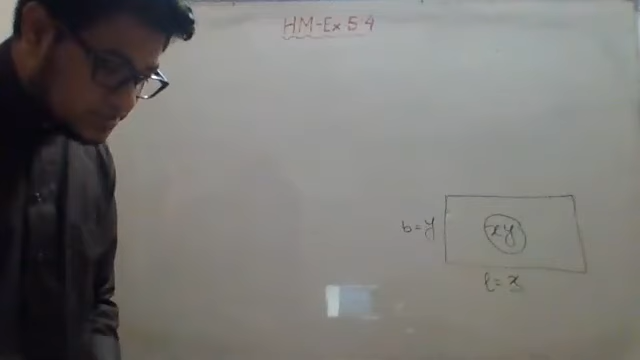 HM-Ex 5.4
b = y
xy
l = x